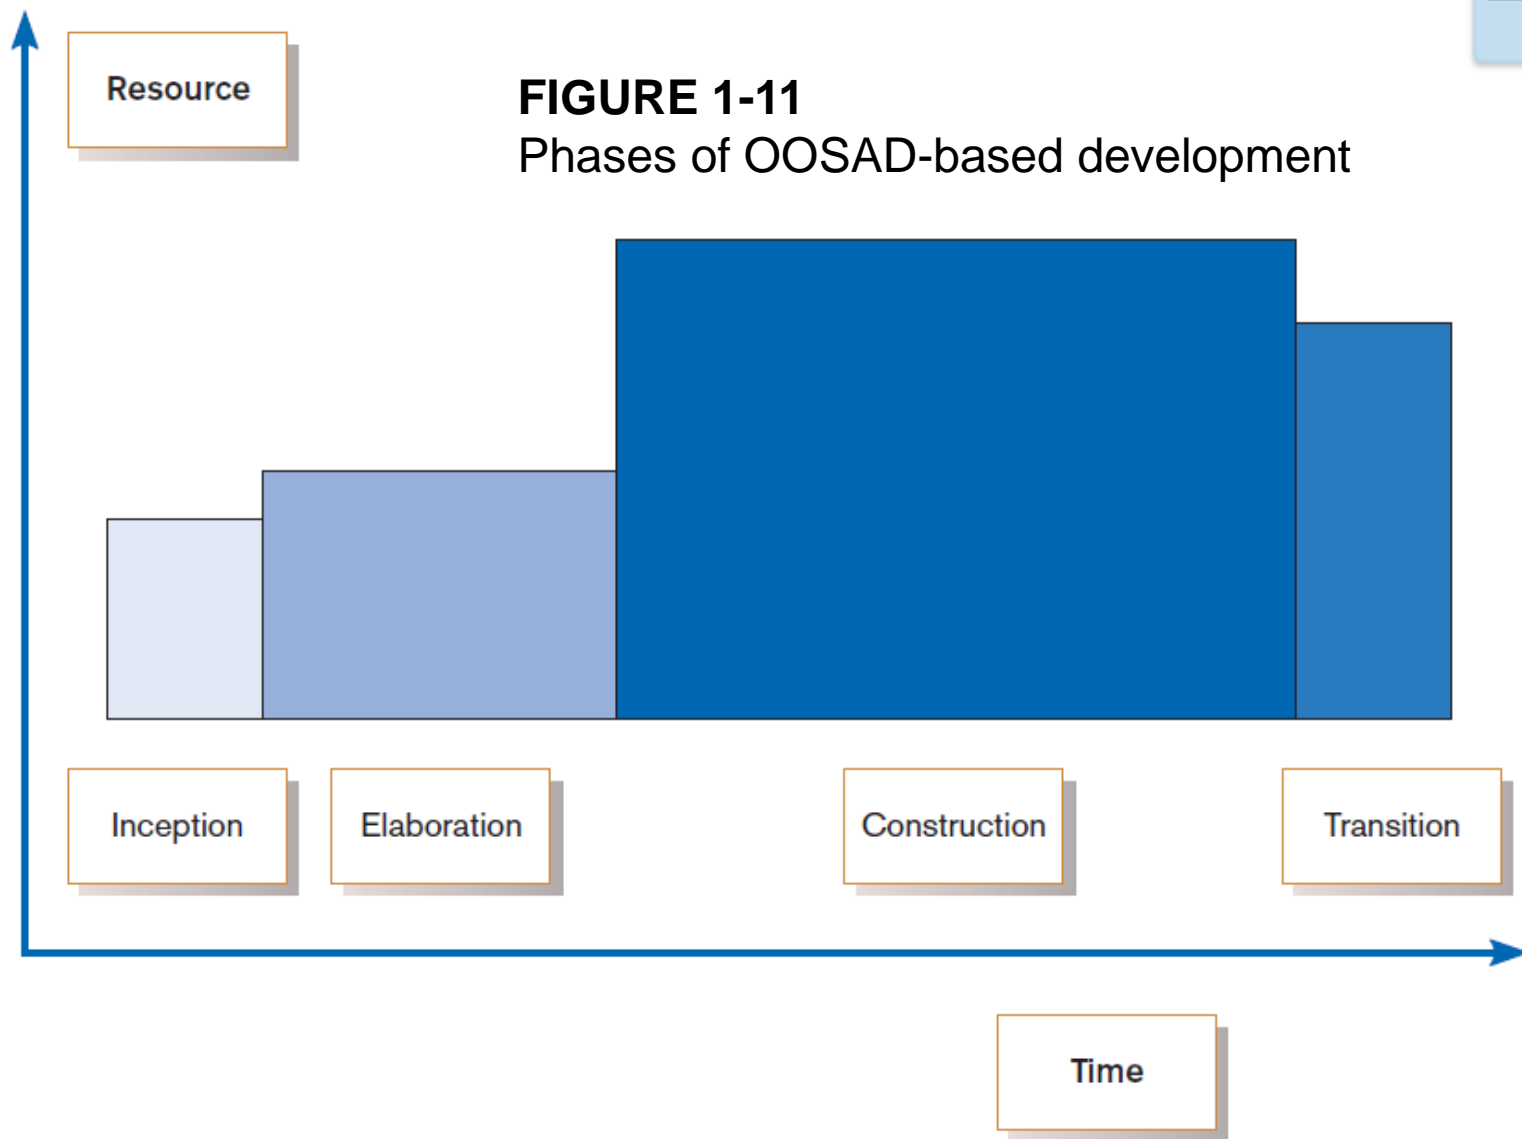 Resource
FIGURE 1-11
Phases of OOSAD-based development
Inception
Elaboration
Construction
Transition
Time